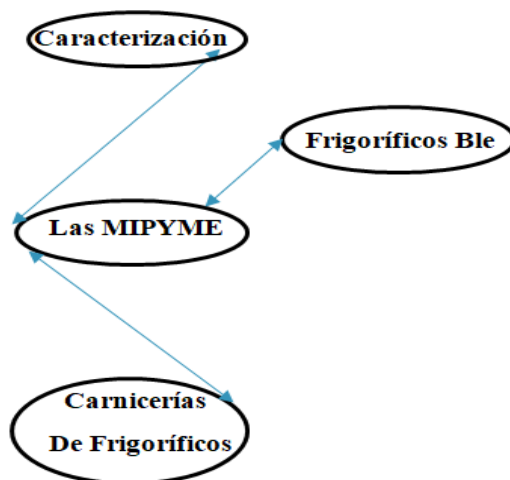 Caracterización
Frigoríficos Ble
Las MIPYME
Carnicerías
De Frigoríficos